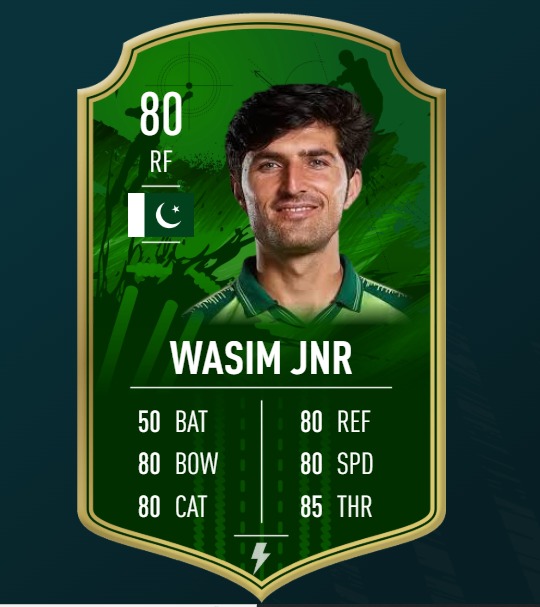 80
RF
WASIM JNR
50 BAT 80 REF
80 BOW 80 SPD
80 CAT 85 THR